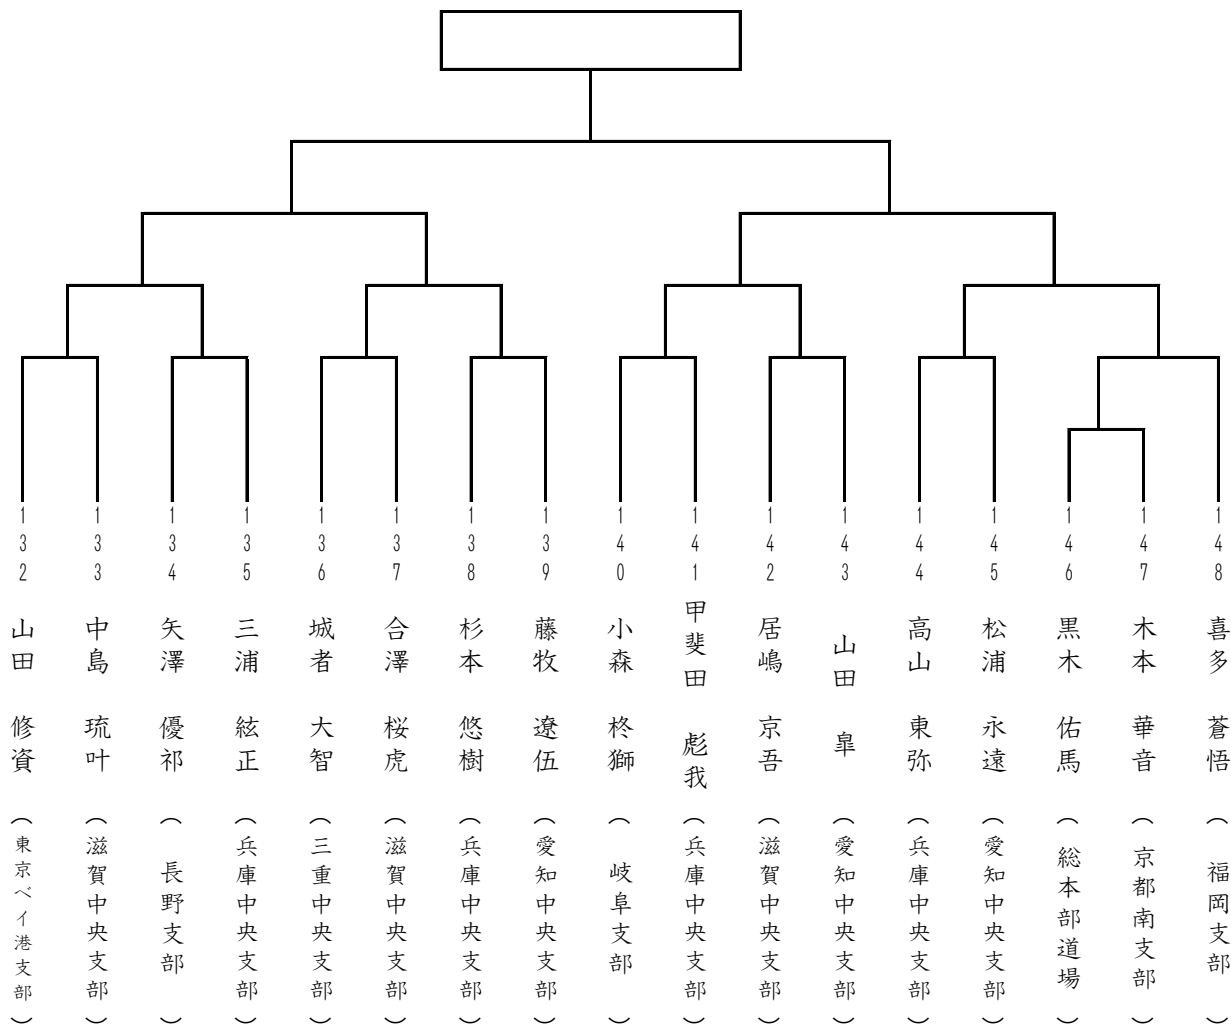 132 山田 修資 (東京ベイ港支部)
133 中島 琉叶 (滋賀中央支部)
134 矢澤 優祁 (長野支部)
135 三浦 絃正 (兵庫中央支部)
136 城者 大智 (三重中央支部)
137 合澤 桜虎 (滋賀中央支部)
138 杉本 悠樹 (兵庫中央支部)
139 藤牧 遼伍 (愛知中央支部)
140 小森 柊獅 (岐阜支部)
141 甲斐田 彪我 (兵庫中央支部)
142 居嶋 京吾 (滋賀中央支部)
143 山田 皐 (愛知中央支部)
144 高山 東弥 (兵庫中央支部)
145 松浦 永遠 (愛知中央支部)
146 黒木 佑馬 (総本部道場)
147 木本 華音 (京都南支部)
148 喜多 蒼悟 (福岡支部)